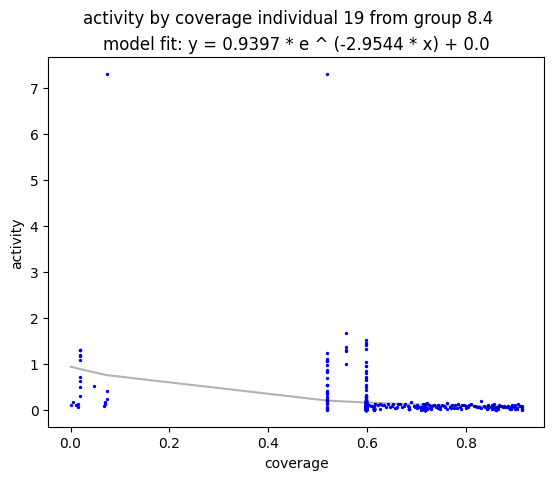 activity by coverage individual 19 from group 8.4
model fit: y = 0.9397 * e ^ (-2.9544 * x) + 0.0
7
6
5
4
3
2
1
0
activity
0.0 0.2 0.4 0.6 0.8
coverage